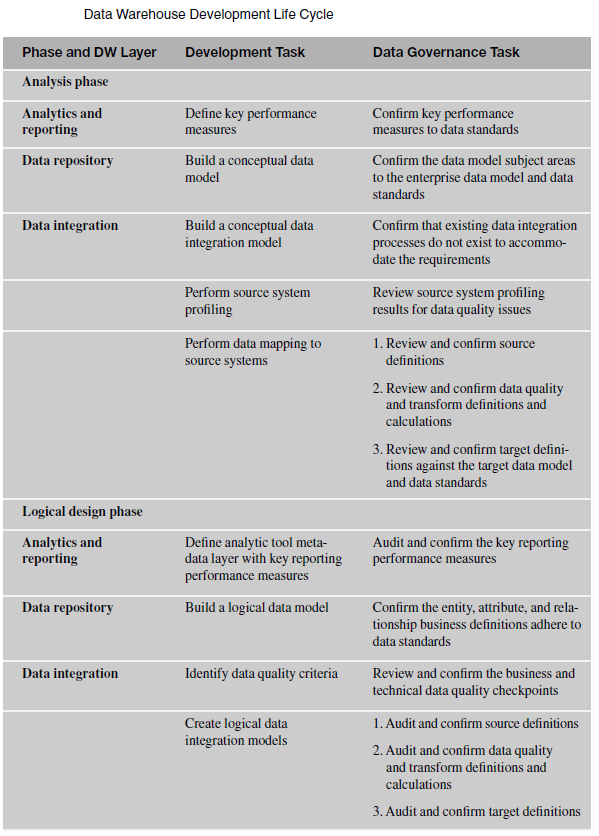 Data Warehouse Development Life Cycle
Phase and DW Layer Development Task Data Governance Task
Analysis phase
Analytics and reporting
Define key performance
measures
Confirm key performance
measures to data standards
Data repository
Build a conceptual data
model
Confirm the data model subject areas
to the enterprise data model and data
standards
Data integration
Build a conceptual data
integration model
Confirm that existing data integration
processes do not exist to accommo-
date the requirements
Perform source system
profiling
Review source system profiling
results for data quality issues
Perform data mapping to
source systems
1. Review and confirm source
definitions
2. Review and confirm data quality
and transform definitions and
calculations
3. Review and confirm target defini-
tions against the target data model
and data standards
Logical design phase
Analytics and
reporting
Define analytic tool meta-
data layer with key reporting
performance measures
Audit and confirm the key reporting
performance measures
Data repository
Build a logical data model
Confirm the entity, attribute, and rela-
tionship business definitions adhere to
data standards
Data integration
Identify data quality criteria
Review and confirm the business and
technical data quality checkpoints
Create logical data
integration models
1. Audit and confirm source definitions
2. Audit and confirm data quality
and transform definitions and
calculations
3. Audit and confirm target definitions